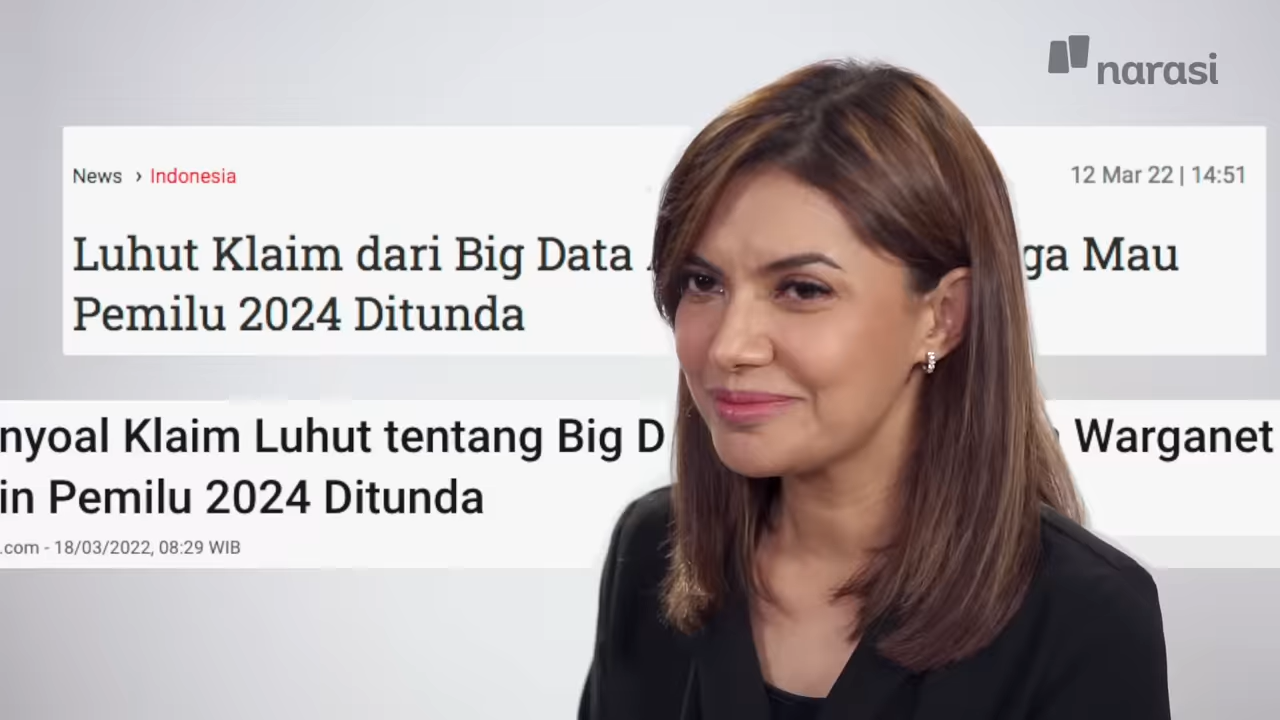 narasi
News › Indonesia
12 Mar 22 | 14:51
Luhut Klaim dari Big Data ga Mau
Pemilu 2024 Ditunda
nyoal Klaim Luhut tentang Big D Warganet
in Pemilu 2024 Ditunda
.com - 18/03/2022, 08:29 WIB